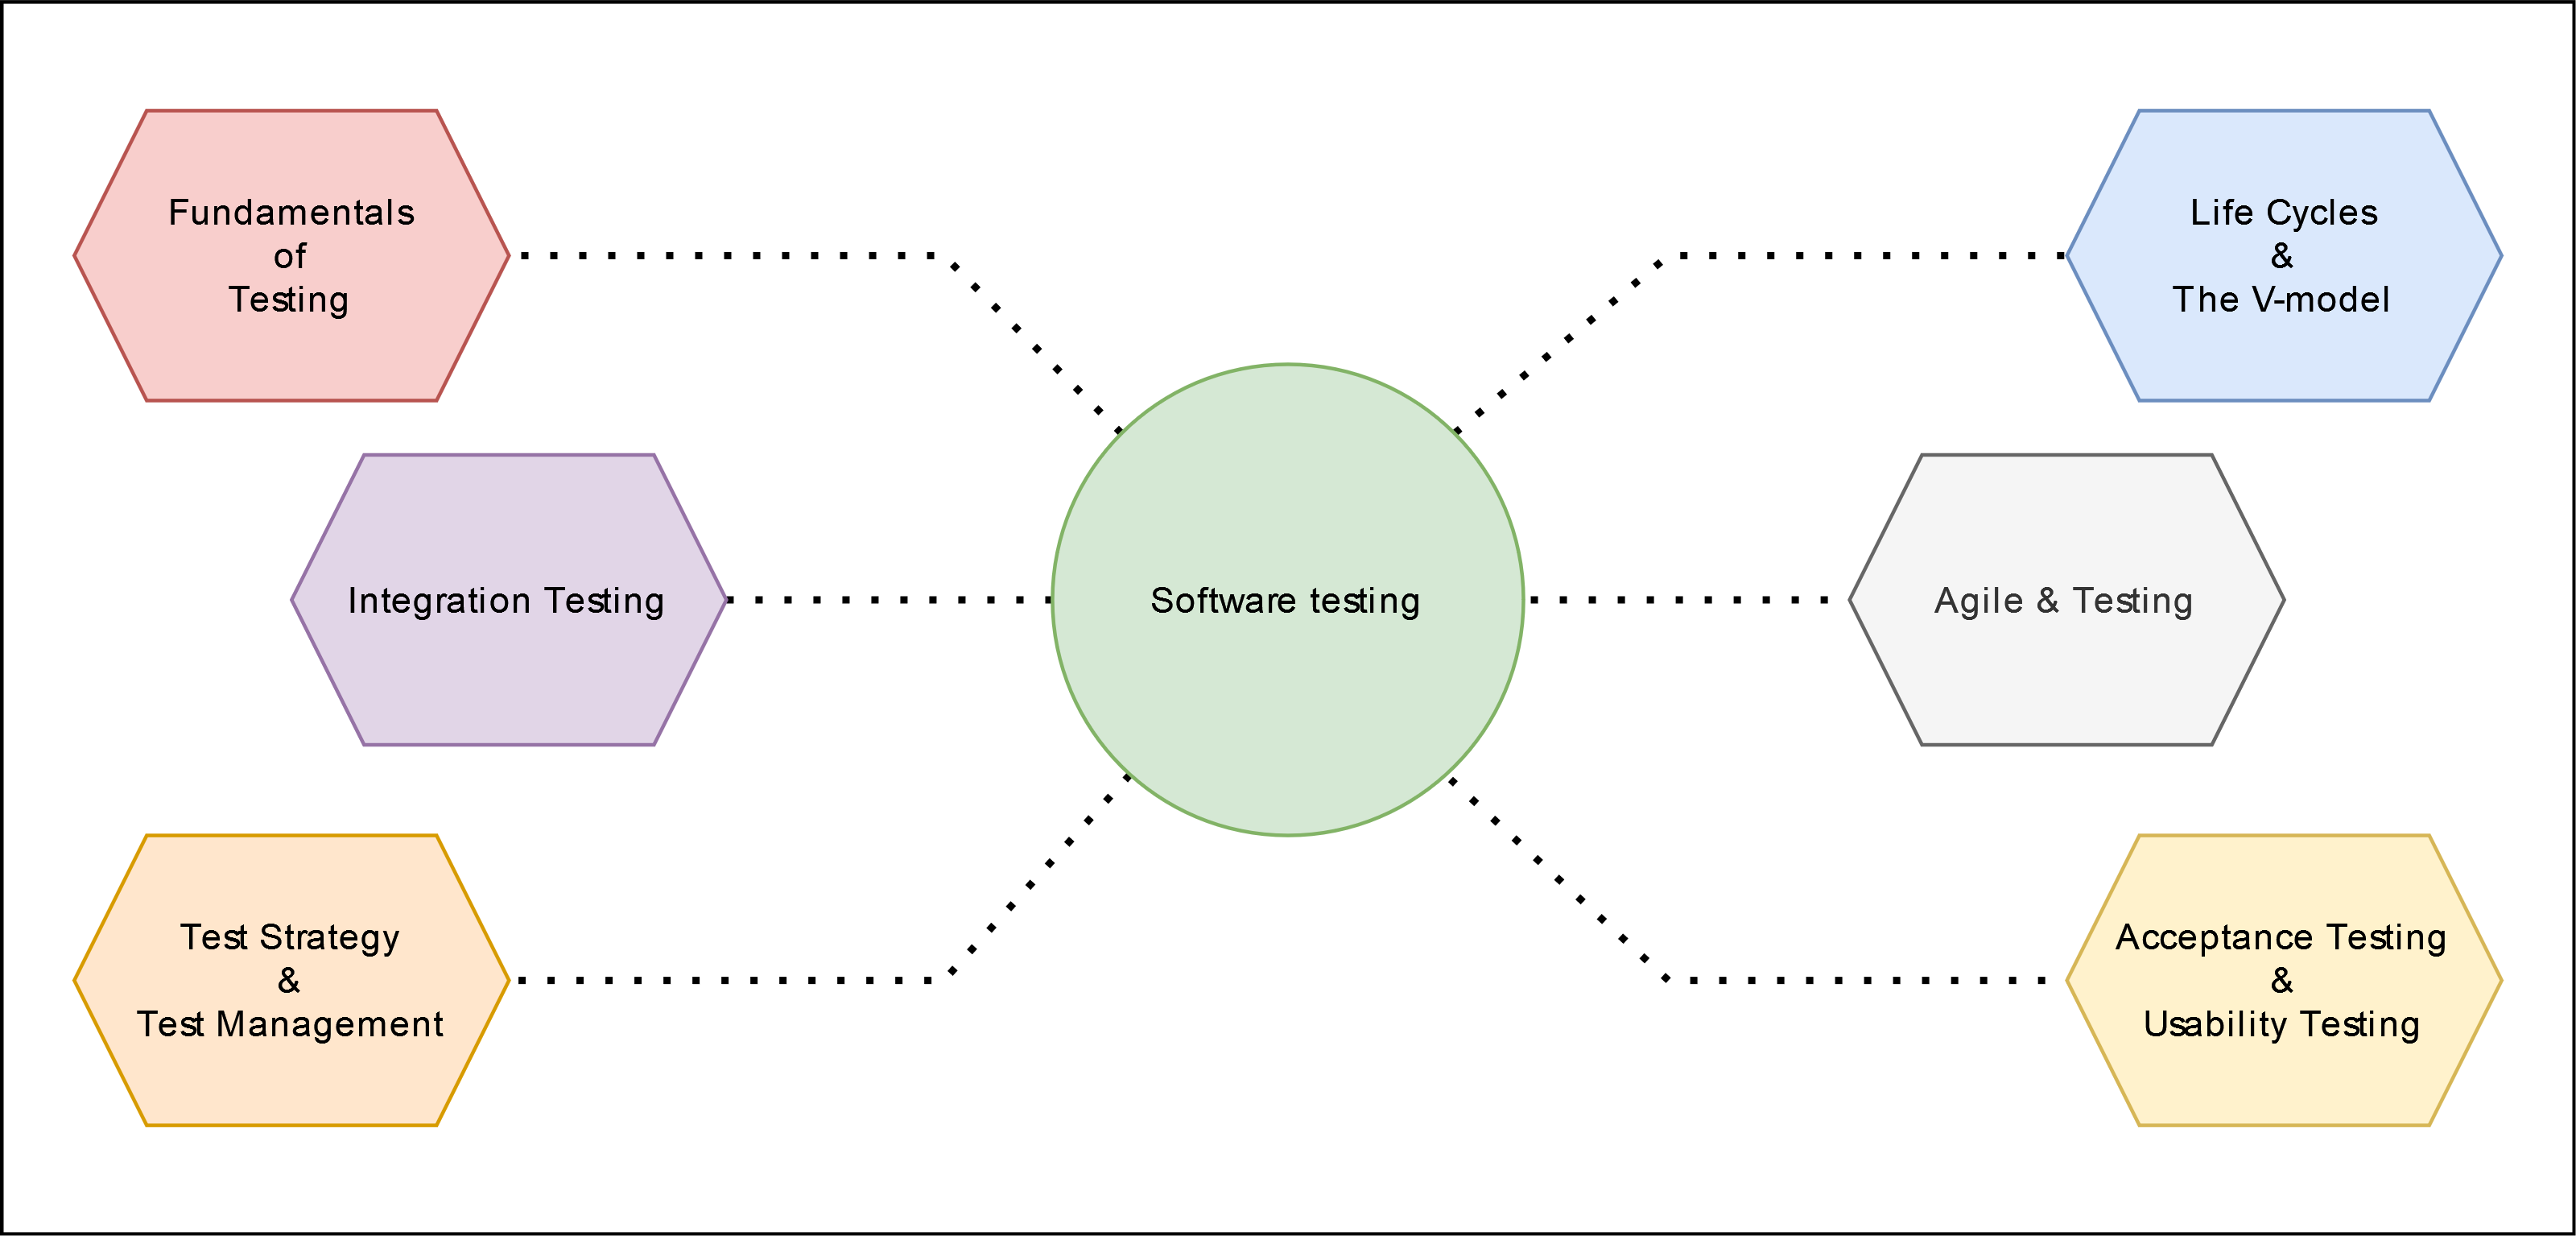 Fundamentals
of
Testing
Life Cycles
&
The V-model
Integration Testing
Software testing
Agile & Testing
Test Strategy
&
Test Management
Acceptance Testing
&
Usability Testing